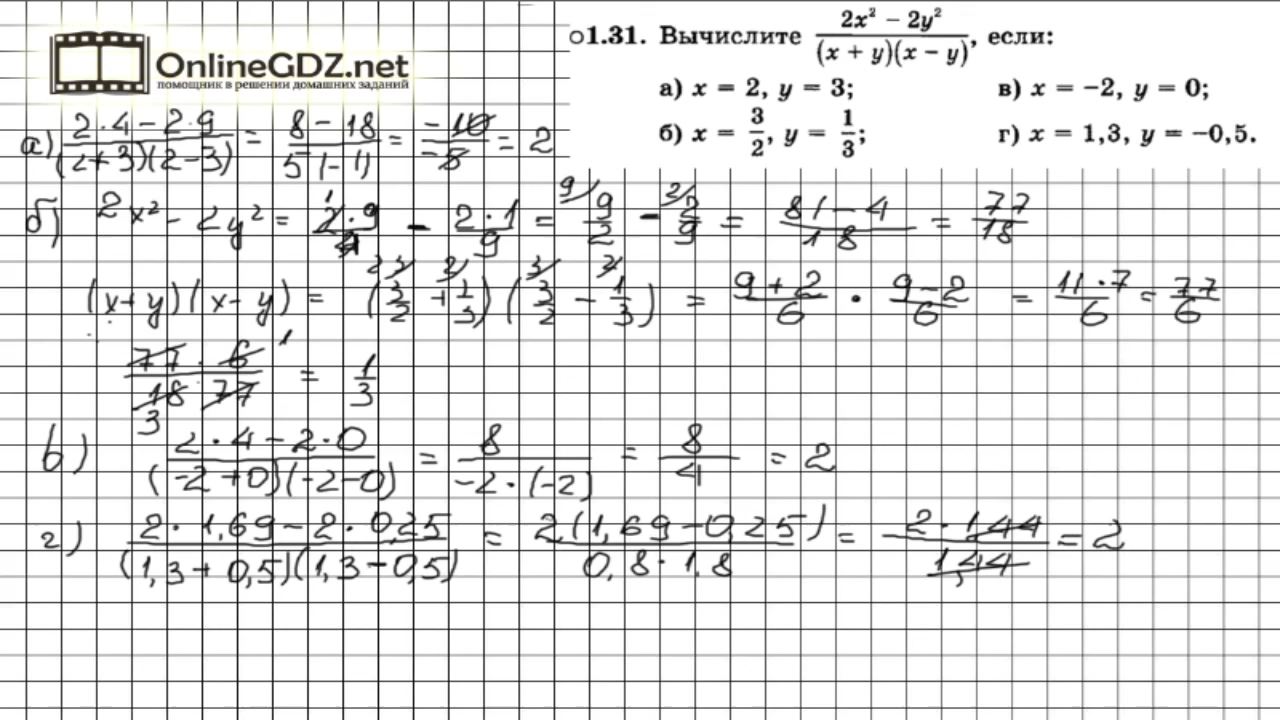 OnlineGDZ.net
помощник в решении домашних заданий
○1.31. Вычислите (2x² − 2y²)/((x + y)(x − y)), если:
а) x = 2, y = 3; в) x = −2, y = 0;
б) x = 3/2, y = 1/3; г) x = 1,3, y = −0,5.
а) (2·4 − 2·9)/((2+3)(2−3)) = (8 − 18)/(5(−1)) = −10/−5 = 2
б) 2x² − 2y² = 2·9/4 − 2·1/9 = 9/2 − 2/9 = (81 − 4)/18 = 77/18
(x+y)(x−y) = (3/2 + 1/3)(3/2 − 1/3) = (9+2)/6 · (9−2)/6 = 11·7/6 = 77/6
77·6/18 77 = 1/3
в) (2·4 − 2·0)/((−2+0)(−2−0)) = 8/(−2·(−2)) = 8/4 = 2
г) (2·1,69 − 2·0,25)/((1,3+0,5)(1,3−0,5)) = 2(1,69−0,25)/(0,8·1,8) = 2·1,44/1,44 = 2